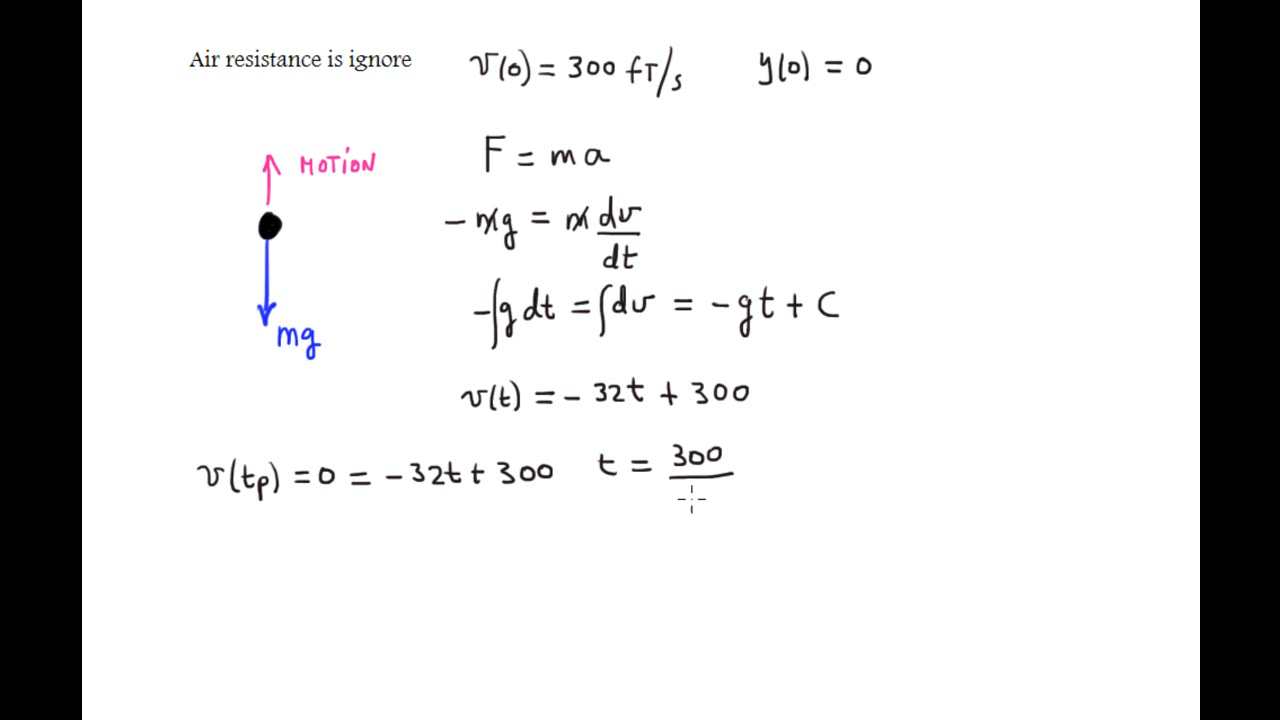 Air resistance is ignore
v(0) = 300 fT/s
y(0) = 0
MOTION
F = ma
-mg = m dv/dt
-∫g dt = ∫dv = -gt + C
mg
v(t) = - 32t + 300
v(tp) = 0 = -32t + 300
t = 300